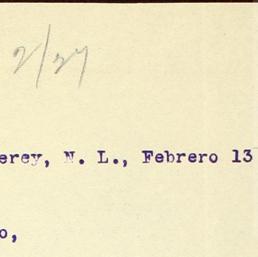 2/27
erey, N. L., Febrero 13
o,